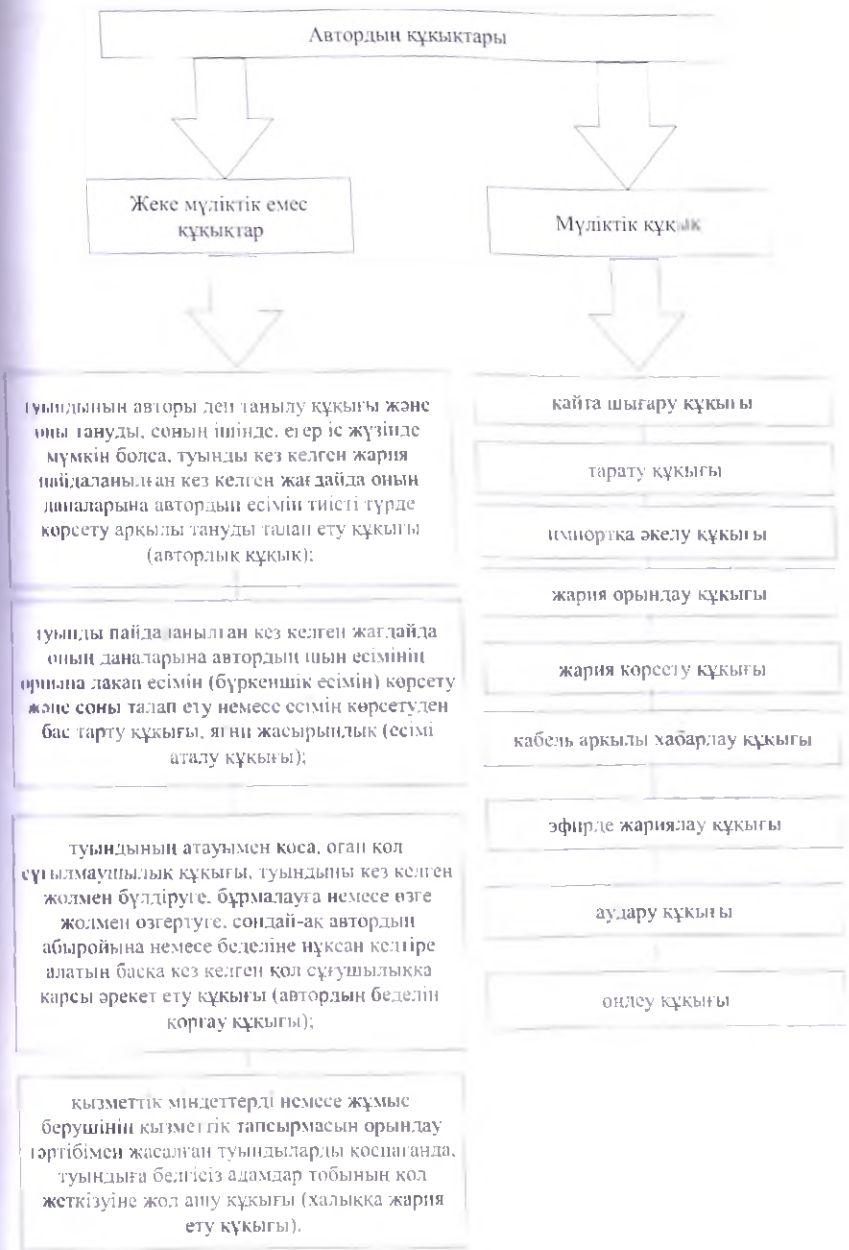 Автордың құқықтары
Жеке мүліктік емес
құқықтар
Мүліктік құқық
туындының авторы деп танылу құқығы және
оны тануды, соның ішінде, егер іс жүзінде
мүмкін болса, туынды кез келген жария
пайдаланылған кез келген жағдайда оның
даналарына автордың есімін тиісті түрде
көрсету арқылы тануды талап ету құқығы
(авторлық құқық);
туынды пайдаланылған кез келген жағдайда
оның даналарына автордың шын есімінің
орнына лақап есімін (бүркеншік есімін) көрсету
және соны талап ету немесе есімін көрсетуден
бас тарту құқығы, яғни жасырындық (есімі
аталу құқығы);
туындының атауымен қоса, оған қол
сұғылмаушылық құқығы, туындыны кез келген
жолмен бүлдіруге, бұрмалауға немесе өзге
жолмен өзгертуге, сондай-ақ автордың
абыройына немесе беделіне нұқсан келтіре
алатын басқа кез келген қол сұғушылыққа
қарсы әрекет ету құқығы (автордың беделін
қорғау құқығы);
қызметтік міндеттерді немесе жұмыс
берушінің қызметтік тапсырмасын орындау
тәртібімен жасалған туындыларды қоспағанда,
туындыға белгісіз адамдар тобының қол
жеткізуіне жол ашу құқығы (халыққа жария
ету құқығы).
қайта шығару құқығы
тарату құқығы
импортқа әкелу құқығы
жария орындау құқығы
жария көрсету құқығы
кабель арқылы хабарлау құқығы
эфирде жариялау құқығы
аудару құқығы
өңдеу құқығы